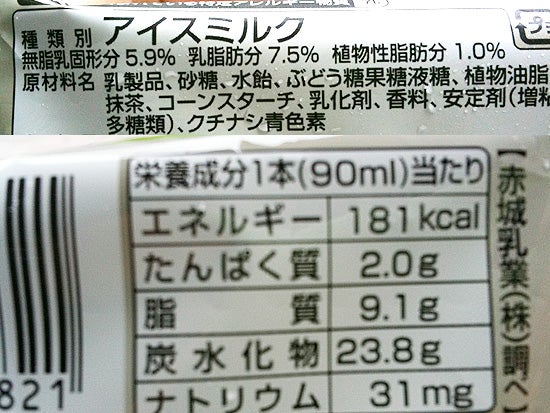 種類別 アイスミルク
無脂乳固形分5.9% 乳脂肪分7.5% 植物性脂肪分1.0%
原材料名 乳製品、砂糖、水飴、ぶどう糖果糖液糖、植物油脂
抹茶、コーンスターチ、乳化剤、香料、安定剤(増粘
多糖類)、クチナシ青色素
栄養成分1本(90ml)当たり
エネルギー 181kcal
たんぱく質 2.0g
脂質 9.1g
炭水化物 23.8g
ナトリウム 31mg
【赤城乳業(株)調べ】
821